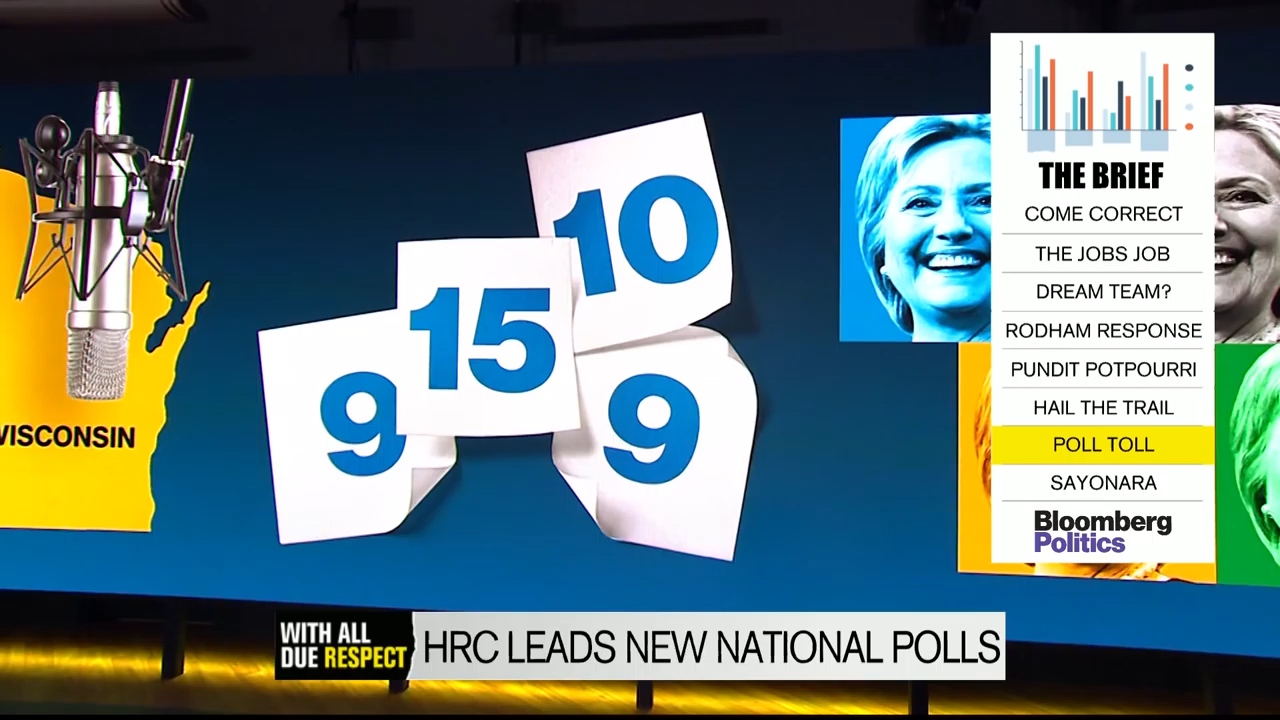 WISCONSIN
10
15
9
9
THE BRIEF
COME CORRECT
THE JOBS JOB
DREAM TEAM?
RODHAM RESPONSE
PUNDIT POTPOURRI
HAIL THE TRAIL
POLL TOLL
SAYONARA
Bloomberg
Politics
WITH ALL
DUE RESPECT
HRC LEADS NEW NATIONAL POLLS